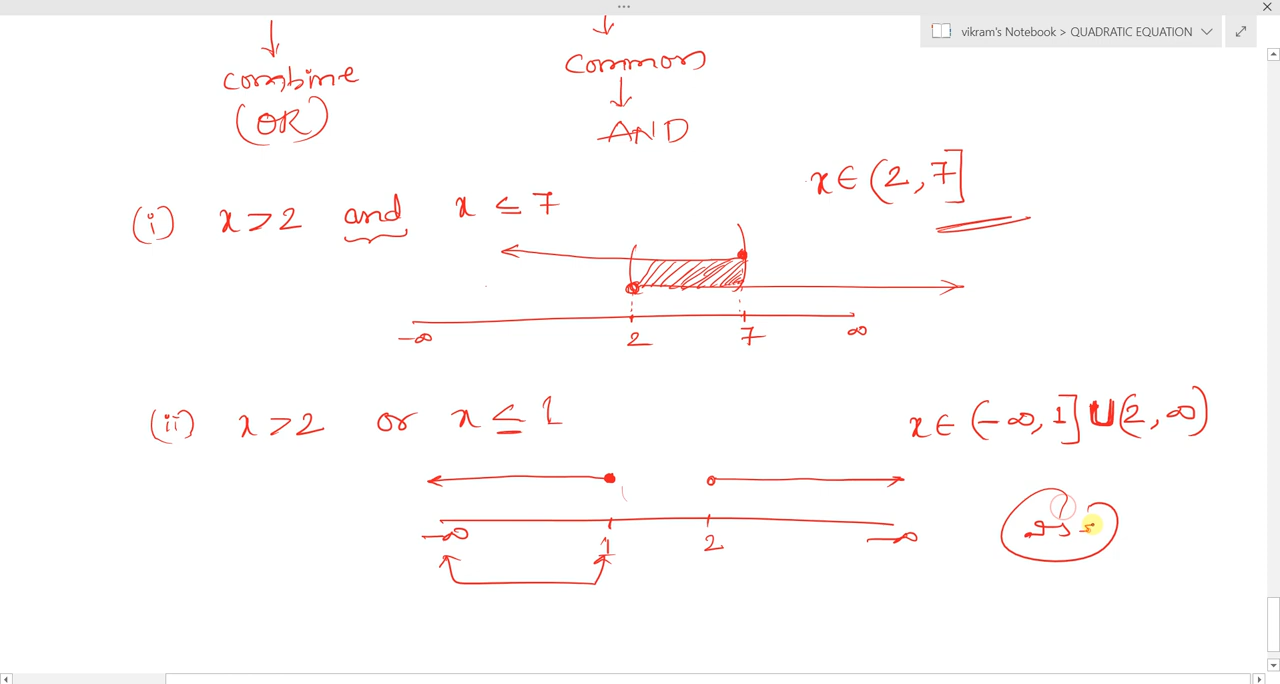 vikram's Notebook > QUADRATIC EQUATION
combine
(OR)
common
AND
(i) x>2 and x ≤ 7
x∈ (2,7]
-∞ 2 7 ∞
(ii) x>2 or x ≤ 1
x∈ (-∞,1] U (2,∞)
-∞ 1 2 -∞